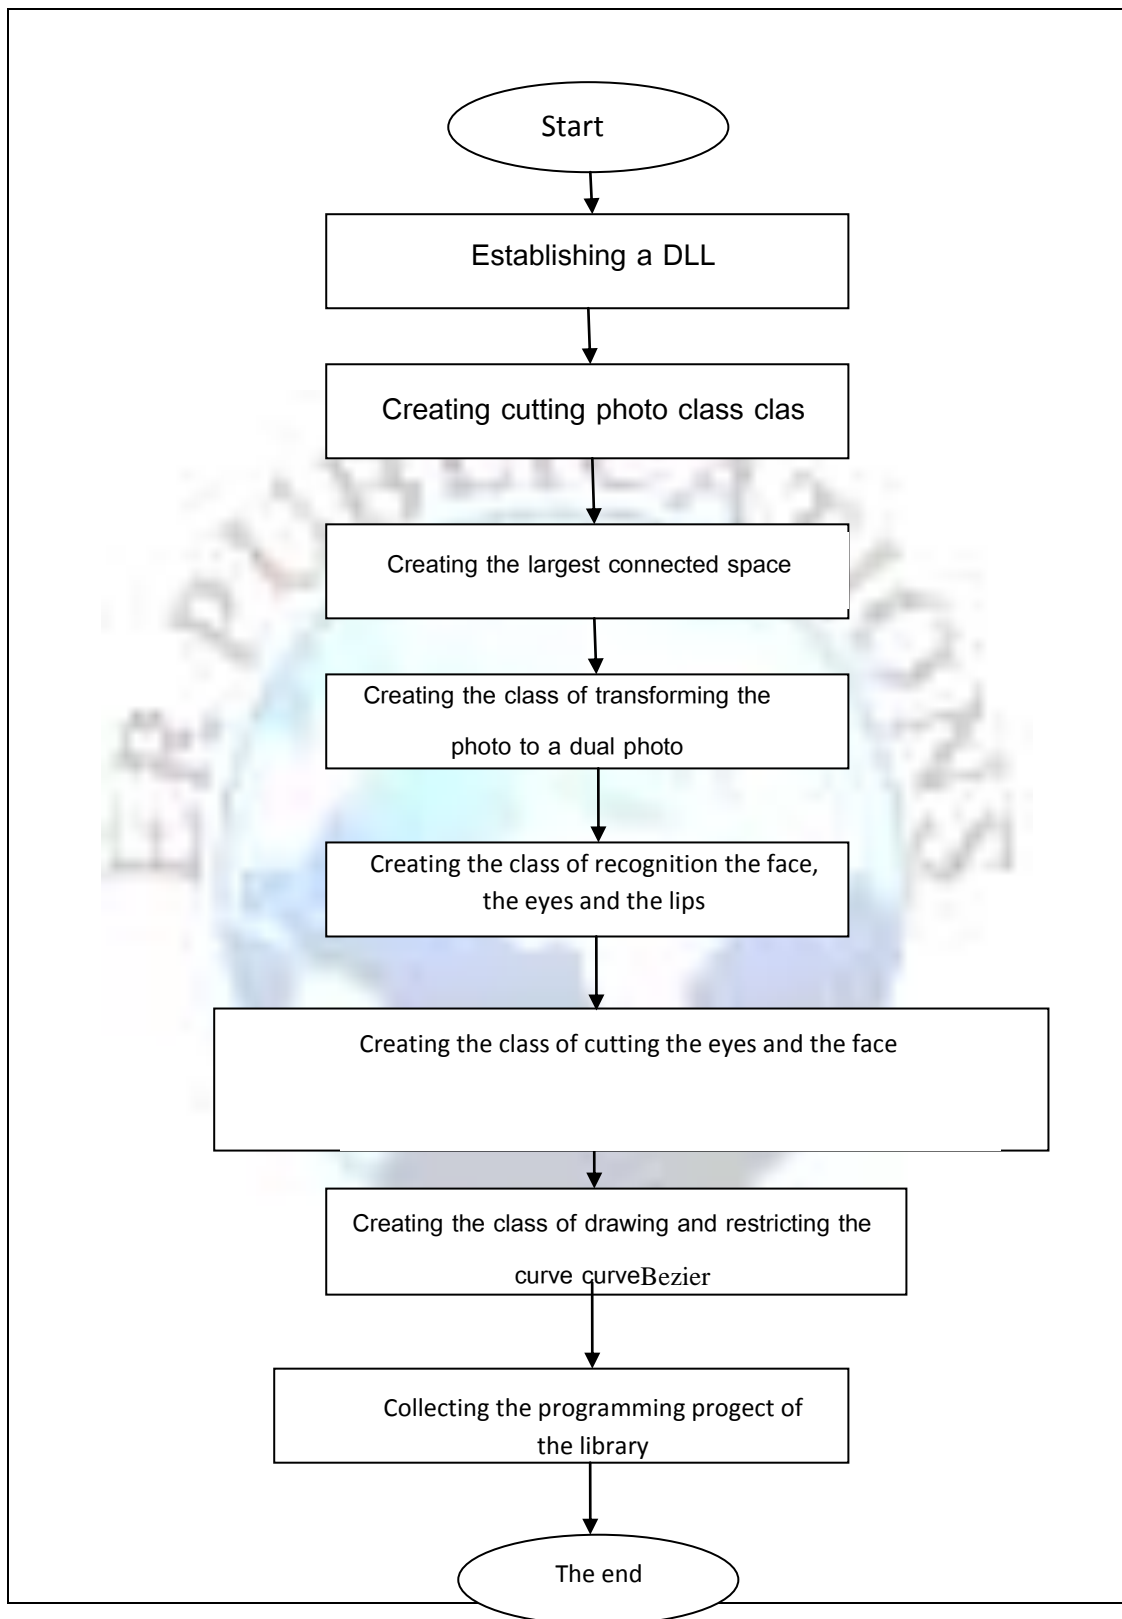 Start
Establishing a DLL
Creating cutting photo class clas
Creating the largest connected space
Creating the class of transforming the
photo to a dual photo
Creating the class of recognition the face,
the eyes and the lips
Creating the class of cutting the eyes and the face
Creating the class of drawing and restricting the
curve curveBezier
Collecting the programming progect of
the library
The end